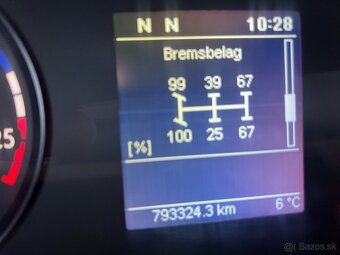 N N 10:28
Bremsbelag
99 39 67
100 25 67
[%]
25
793324.3 km 6 °C
Bazos.sk